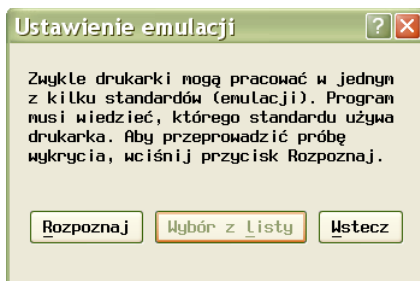 Ustawienie emulacji
Zwykle drukarki mogą pracować w jednym
z kilku standardów (emulacji). Program
musi wiedzieć, którego standardu używa
drukarka. Aby przeprowadzić próbę
wykrycia, wciśnij przycisk Rozpoznaj.
Rozpoznaj Wybór z listy Wstecz